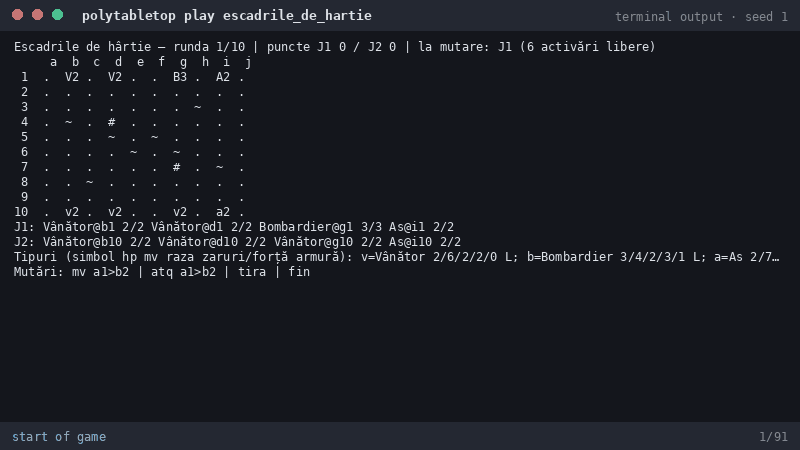 polytabletop play escadrile_de_hartie
terminal output · seed 1
Escadrile de hârtie — runda 1/10 | puncte J1 0 / J2 0 | la mutare: J1 (6 activări libere)
a b c d e f g h i j
1 . V2 . V2 . . B3 . A2 .
2 . . . . . . . . . .
3 . . . . . . . ~ . .
4 . ~ . # . . . . . .
5 . . . ~ . ~ . . . .
6 . . . . ~ . ~ . . .
7 . . . . . . # . ~ .
8 . . ~ . . . . . . .
9 . . . . . . . . . .
10 . v2 . v2 . . v2 . a2 .
J1: Vânător@b1 2/2 Vânător@d1 2/2 Bombardier@g1 3/3 As@i1 2/2
J2: Vânător@b10 2/2 Vânător@d10 2/2 Vânător@g10 2/2 As@i10 2/2
Tipuri (simbol hp mv raza zaruri/forță armură): v=Vânător 2/6/2/2/0 L; b=Bombardier 3/4/2/3/1 L; a=As 2/7…
Mutări: mv a1>b2 | atq a1>b2 | tira | fin
start of game
1/91